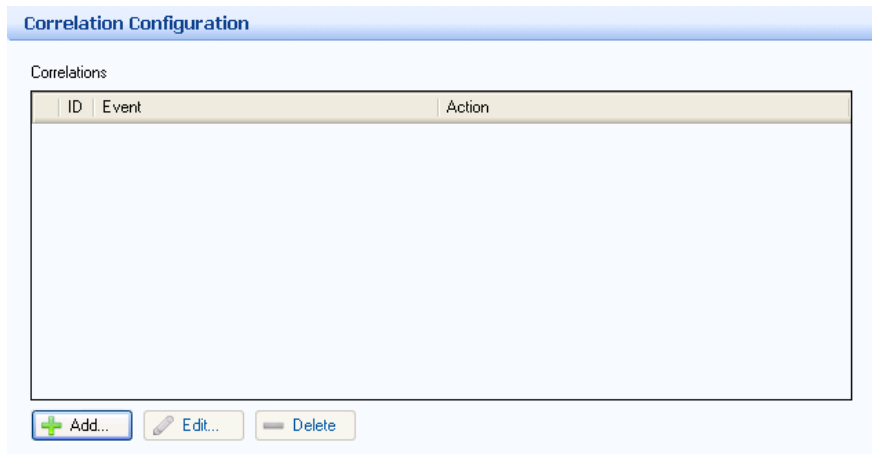 Correlation Configuration
Correlations
ID Event Action
Add... Edit... Delete